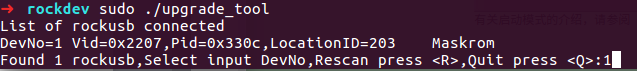 ➜ rockdev sudo ./upgrade_tool
List of rockusb connected
DevNo=1 Vid=0x2207,Pid=0x330c,LocationID=203 Maskrom
Found 1 rockusb,Select input DevNo,Rescan press <R>,Quit press <Q>:1